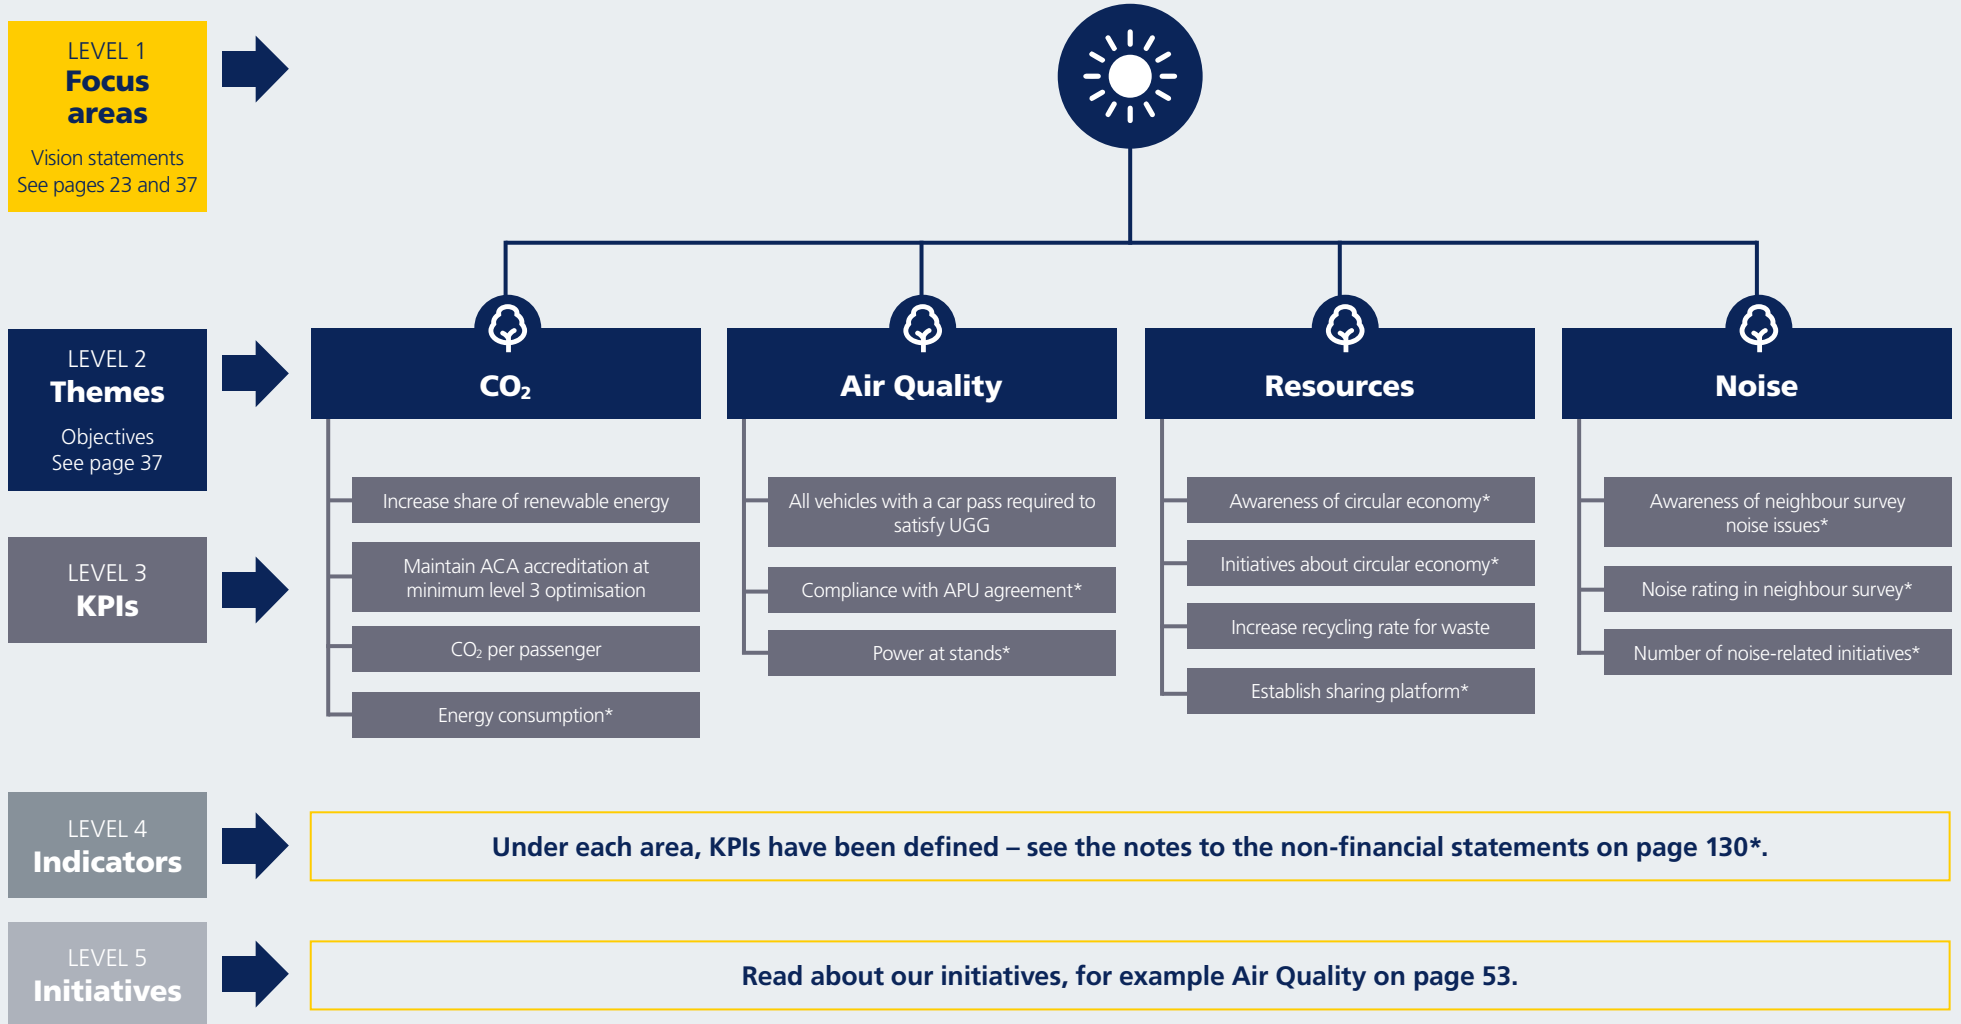 LEVEL 1
Focus
areas
Vision statements
See pages 23 and 37
LEVEL 2
Themes
Objectives
See page 37
CO₂
Air Quality
Resources
Noise
LEVEL 3
KPIs
Increase share of renewable energy
Maintain ACA accreditation at
minimum level 3 optimisation
CO₂ per passenger
Energy consumption*
All vehicles with a car pass required to
satisfy UGG
Compliance with APU agreement*
Power at stands*
Awareness of circular economy*
Initiatives about circular economy*
Increase recycling rate for waste
Establish sharing platform*
Awareness of neighbour survey
noise issues*
Noise rating in neighbour survey*
Number of noise-related initiatives*
LEVEL 4
Indicators
Under each area, KPIs have been defined – see the notes to the non-financial statements on page 130*.
LEVEL 5
Initiatives
Read about our initiatives, for example Air Quality on page 53.